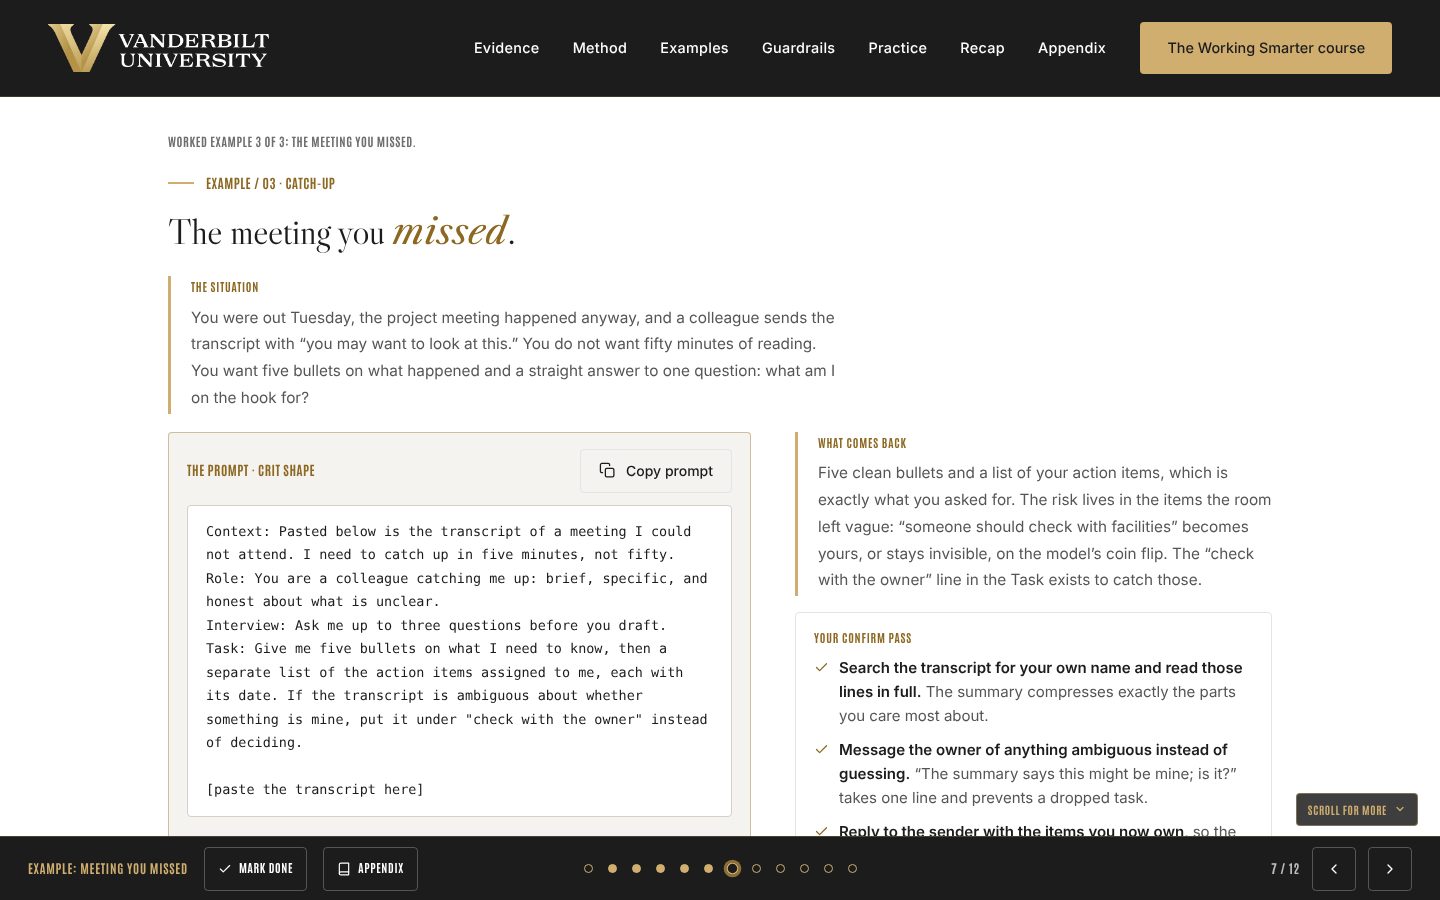 VANDERBILT
UNIVERSITY
Evidence
Method
Examples
Guardrails
Practice
Recap
Appendix
The Working Smarter course
WORKED EXAMPLE 3 OF 3: THE MEETING YOU MISSED.
EXAMPLE / 03 · CATCH-UP
The meeting you missed.
THE SITUATION
You were out Tuesday, the project meeting happened anyway, and a colleague sends the
transcript with “you may want to look at this.” You do not want fifty minutes of reading.
You want five bullets on what happened and a straight answer to one question: what am I
on the hook for?
THE PROMPT · CRIT SHAPE
Copy prompt
Context: Pasted below is the transcript of a meeting I could
not attend. I need to catch up in five minutes, not fifty.
Role: You are a colleague catching me up: brief, specific, and
honest about what is unclear.
Interview: Ask me up to three questions before you draft.
Task: Give me five bullets on what I need to know, then a
separate list of the action items assigned to me, each with
its date. If the transcript is ambiguous about whether
something is mine, put it under "check with the owner" instead
of deciding.
[paste the transcript here]
WHAT COMES BACK
Five clean bullets and a list of your action items, which is
exactly what you asked for. The risk lives in the items the room
left vague: “someone should check with facilities” becomes
yours, or stays invisible, on the model’s coin flip. The “check
with the owner” line in the Task exists to catch those.
YOUR CONFIRM PASS
Search the transcript for your own name and read those
lines in full. The summary compresses exactly the parts
you care most about.
Message the owner of anything ambiguous instead of
guessing. “The summary says this might be mine; is it?”
takes one line and prevents a dropped task.
Reply to the sender with the items you now own, so the
SCROLL FOR MORE
EXAMPLE: MEETING YOU MISSED
MARK DONE
APPENDIX
7 / 12